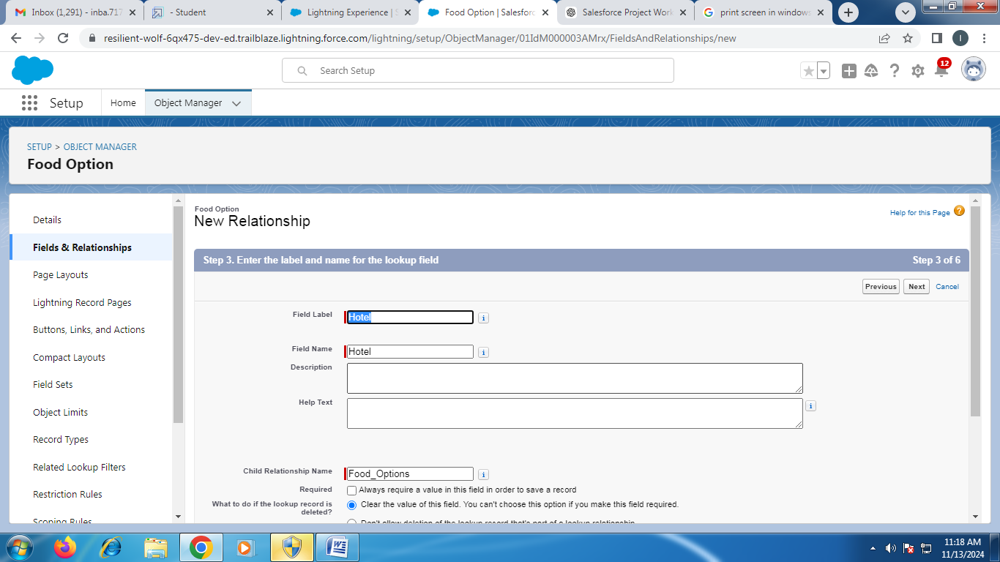 Inbox (1,291) - inba.717
- Student
Lightning Experience | S
Food Option | Salesforc
Salesforce Project Work
print screen in windows
resilient-wolf-6qx475-dev-ed.trailblaze.lightning.force.com/lightning/setup/ObjectManager/01IdM000003AMrx/FieldsAndRelationships/new
I
Search Setup
12
Setup
Home
Object Manager
SETUP > OBJECT MANAGER
Food Option
Details
Fields & Relationships
Page Layouts
Lightning Record Pages
Buttons, Links, and Actions
Compact Layouts
Field Sets
Object Limits
Record Types
Related Lookup Filters
Restriction Rules
Scoping Rules
Food Option
New Relationship
Help for this Page
Step 3. Enter the label and name for the lookup field
Step 3 of 6
Previous
Next
Cancel
Field Label
Hotel
Field Name
Hotel
Description
Help Text
Child Relationship Name
Food_Options
Required
Always require a value in this field in order to save a record
What to do if the lookup record is
deleted?
Clear the value of this field. You can't choose this option if you make this field required.
Don't allow deletion of the lookup record that's part of a lookup relationship.
11:18 AM
11/13/2024